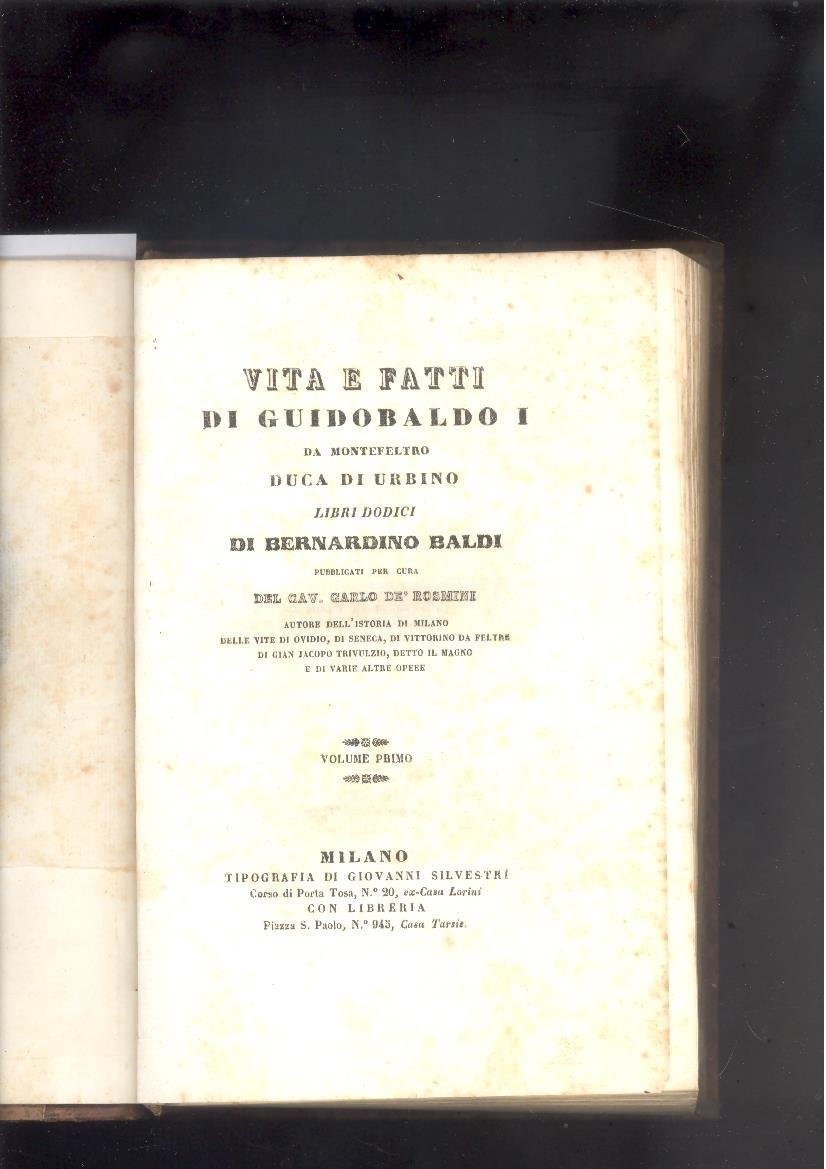 VITA E FATTI
DI GUIDOBALDO I
DA MONTEFELTRO
DUCA DI URBINO
LIBRI DODICI
DI BERNARDINO BALDI
PUBBLICATI PER CURA
DEL CAV. CARLO DE' ROSMINI
AUTORE DELL'ISTORIA DI MILANO
DELLE VITE DI OVIDIO, DI SENECA, DI VITTORINO DA FELTRE
DI GIAN JACOPO TRIVULZIO, DETTO IL MAGNO
E DI VARIE ALTRE OPERE
VOLUME PRIMO
MILANO
TIPOGRAFIA DI GIOVANNI SILVESTRI
Corso di Porta Tosa, N.° 20, ex-Casa Lorini
CON LIBRERIA
Piazza S. Paolo, N.° 945, Casa Tarsis.